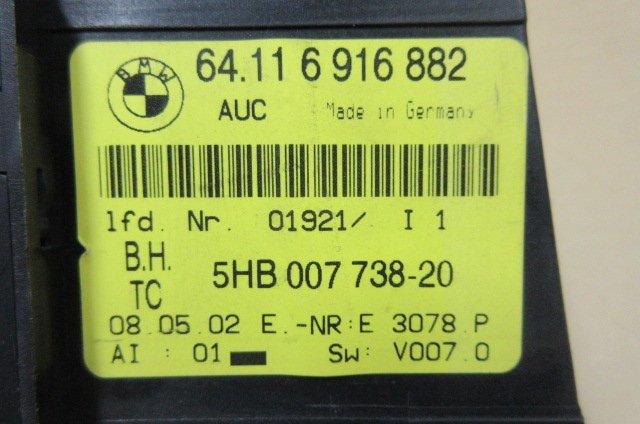 BMW
64.11 6 916 882
AUC Made in Germany
lfd. Nr. 01921/ I 1
B.H.
TC
5HB 007 738-20
08.05.02 E.-NR:E 3078.P
AI : 01 Sw: V007.0